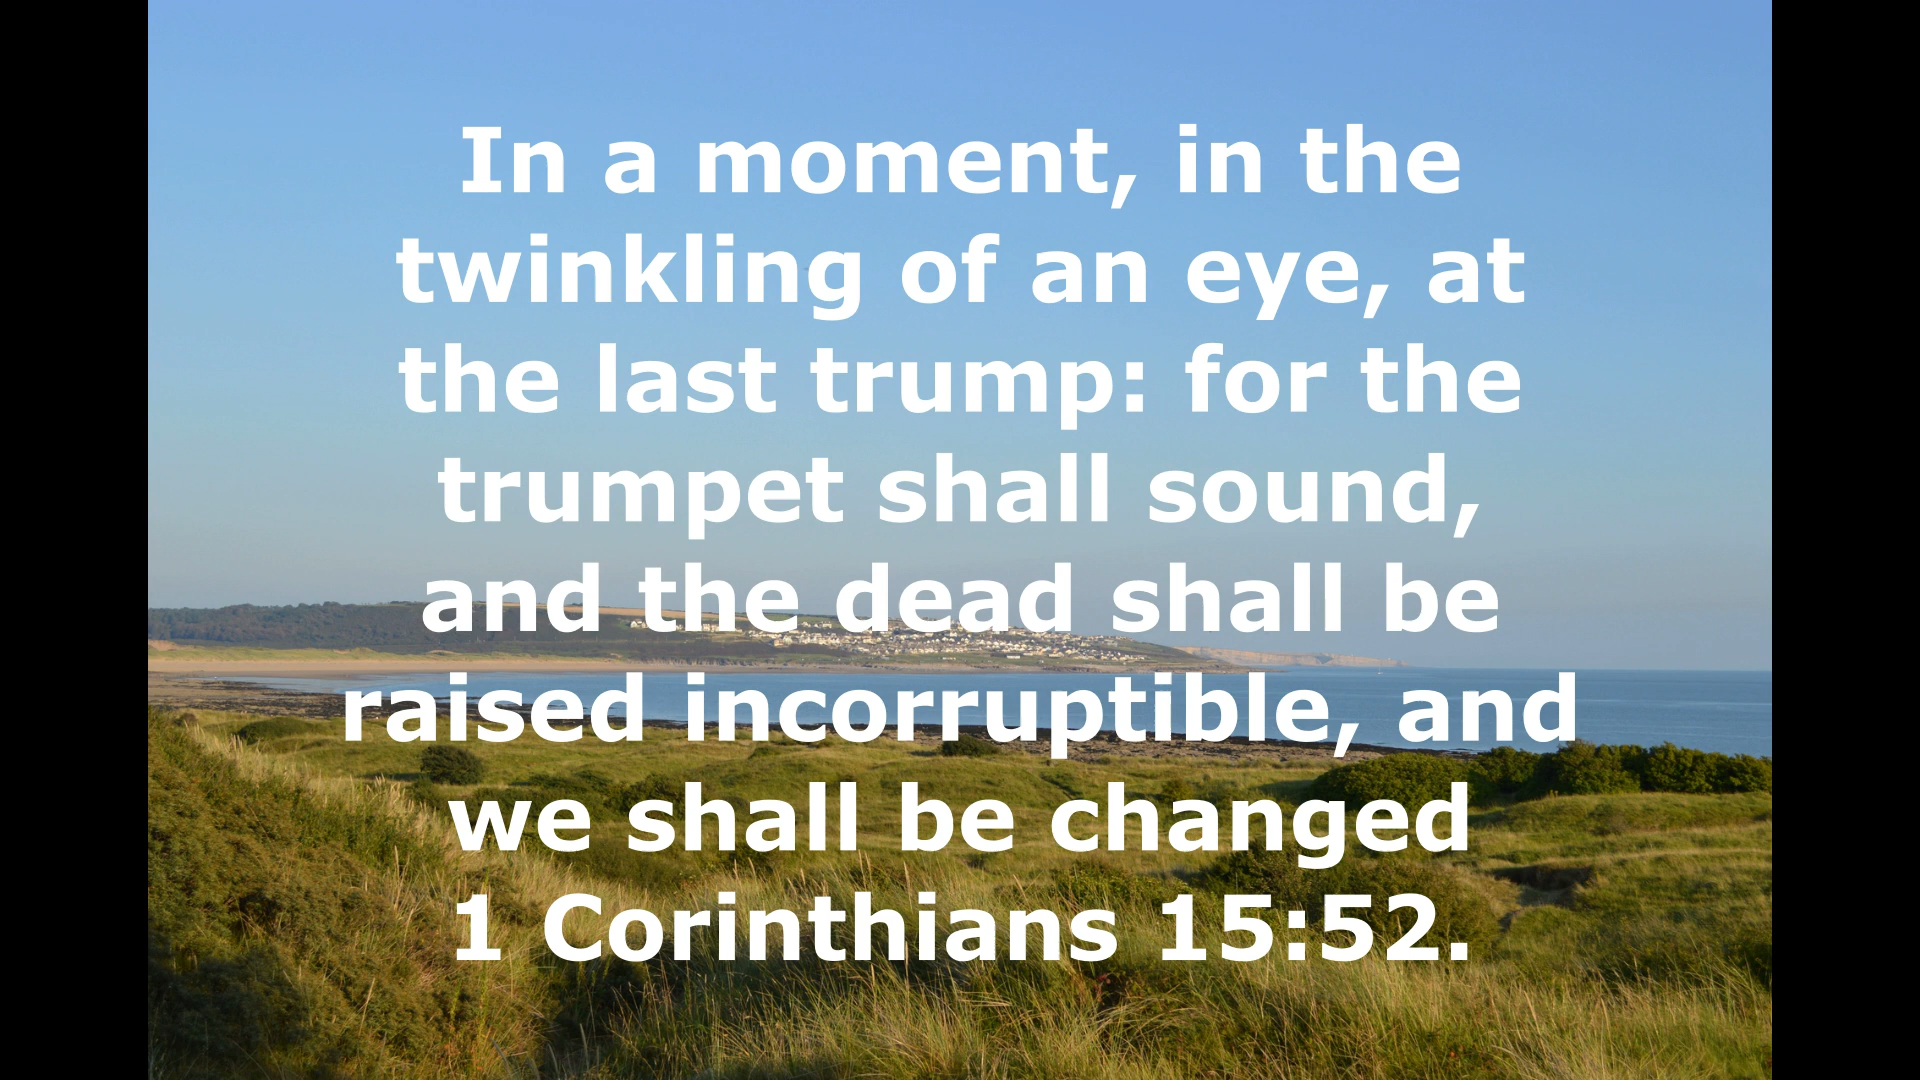 In a moment, in the
twinkling of an eye, at
the last trump: for the
trumpet shall sound,
and the dead shall be
raised incorruptible, and
we shall be changed
1 Corinthians 15:52.